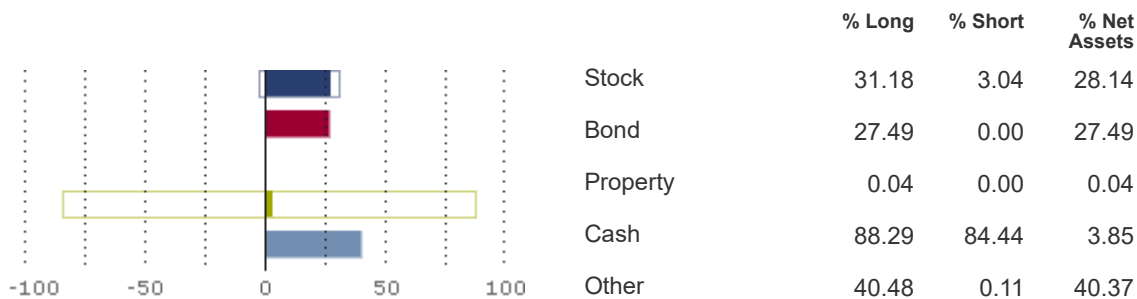 % Long % Short % Net Assets
Stock 31.18 3.04 28.14
Bond 27.49 0.00 27.49
Property 0.04 0.00 0.04
Cash 88.29 84.44 3.85
Other 40.48 0.11 40.37
-100 -50 0 50 100